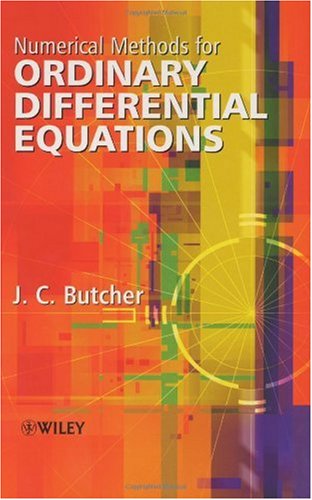 Numerical Methods for
ORDINARY
DIFFERENTIAL
EQUATIONS
J. C. Butcher
WILEY